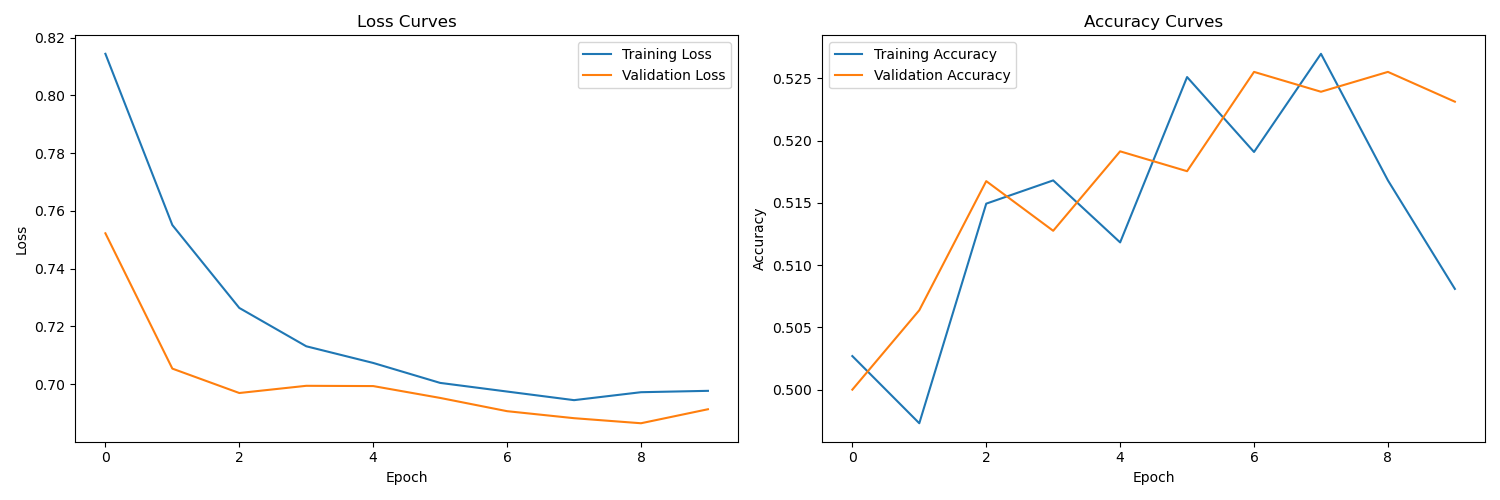 Loss Curves
0.82
0.80
0.78
0.76
0.74
0.72
0.70
Loss
Training Loss
Validation Loss
0 2 4 6 8
Epoch
Accuracy Curves
0.525
0.520
0.515
0.510
0.505
0.500
Accuracy
Training Accuracy
Validation Accuracy
0 2 4 6 8
Epoch